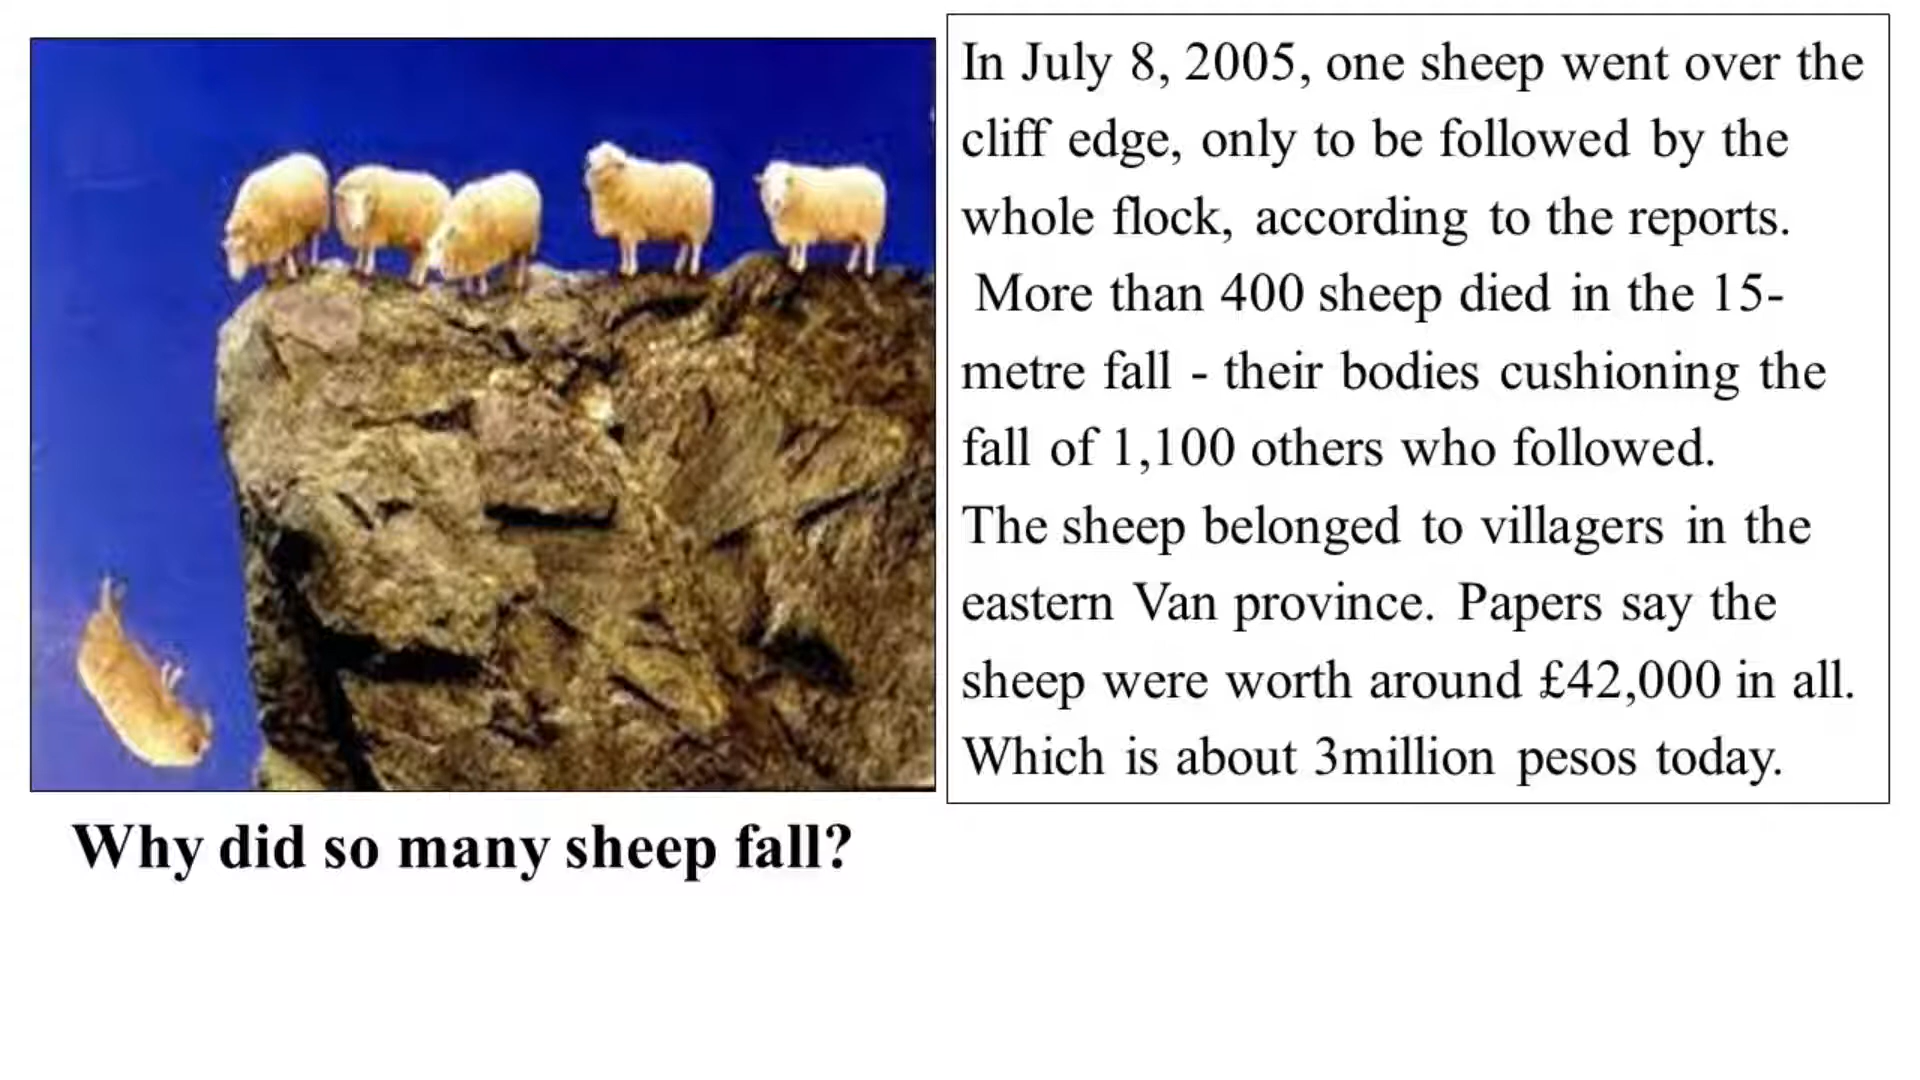 In July 8, 2005, one sheep went over the
cliff edge, only to be followed by the
whole flock, according to the reports.
More than 400 sheep died in the 15-
metre fall - their bodies cushioning the
fall of 1,100 others who followed.
The sheep belonged to villagers in the
eastern Van province. Papers say the
sheep were worth around £42,000 in all.
Which is about 3million pesos today.
Why did so many sheep fall?